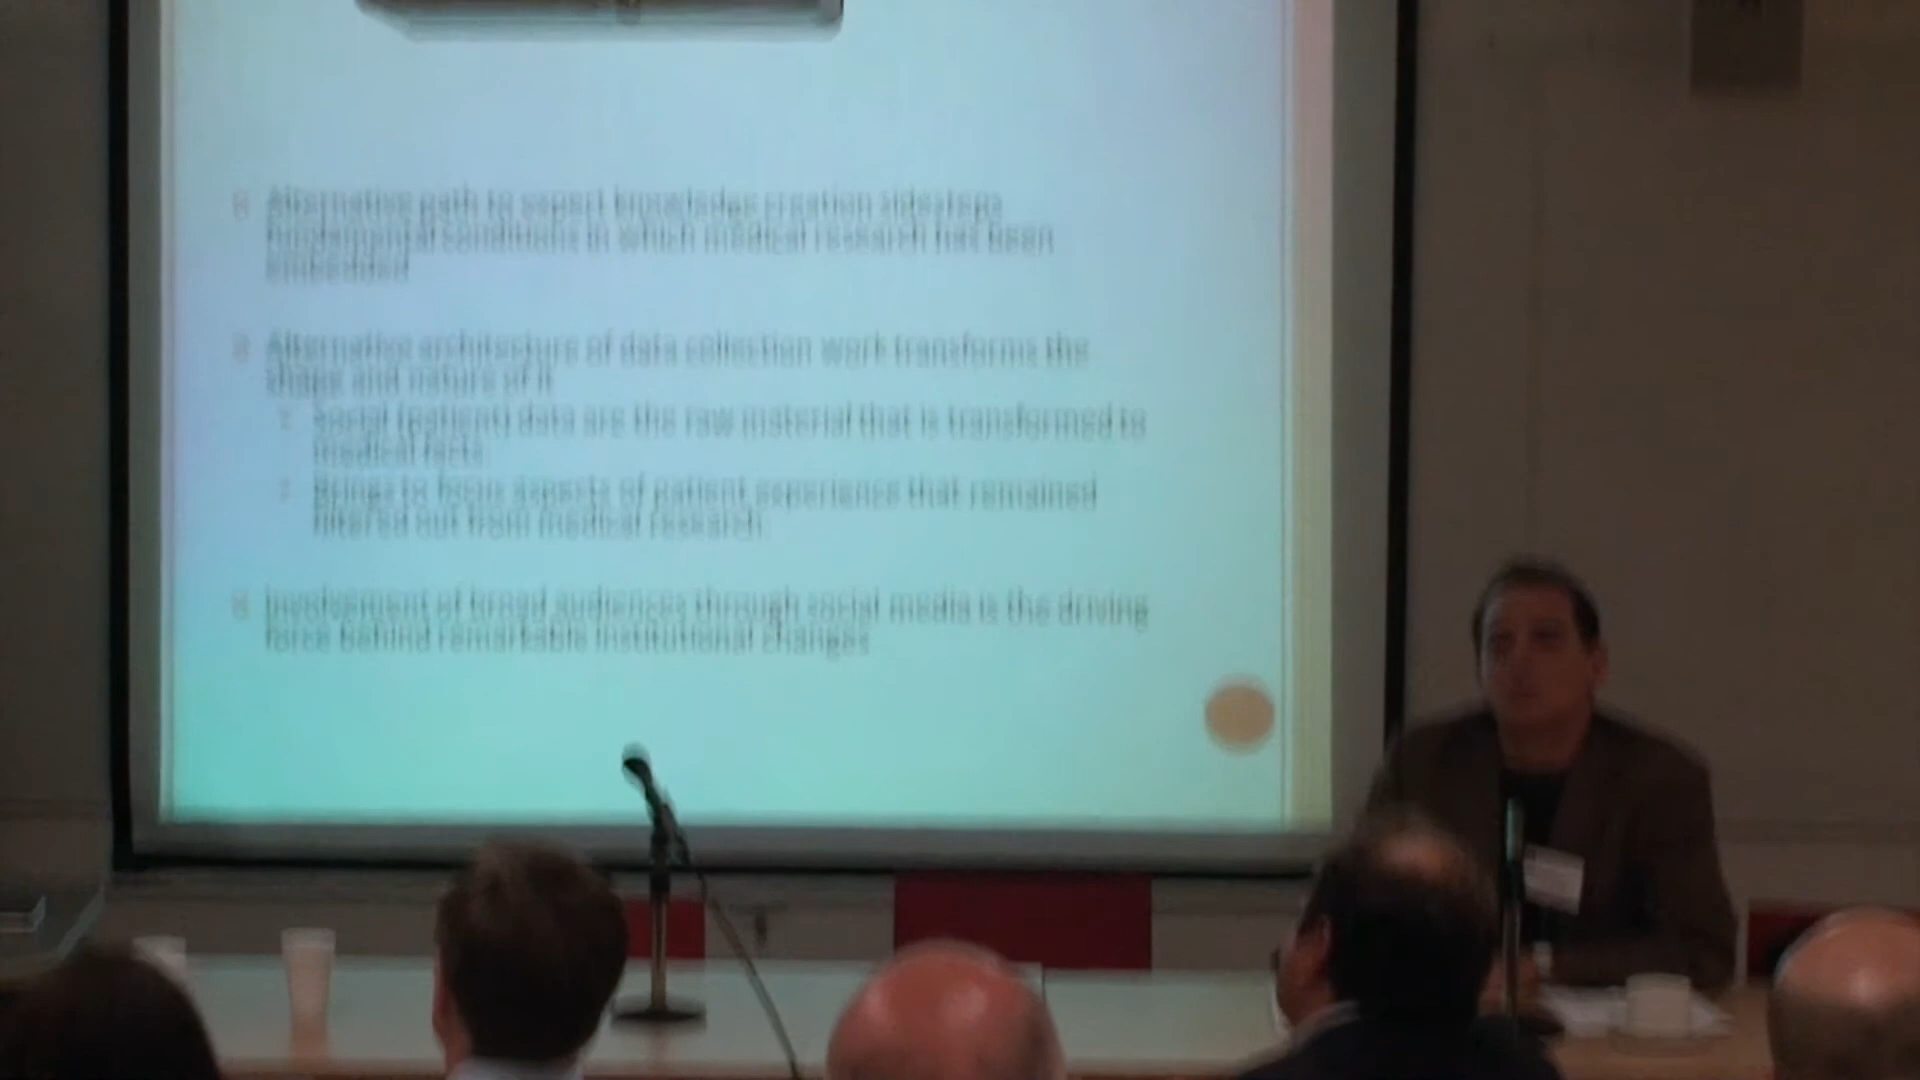 Alternative path to expert knowledge creation sidesteps
fundamental conditions in which medical research has been
embedded
Alternative architecture of data collection work transforms the
shape and nature of it
Social (patient) data are the raw material that is transformed to
medical facts
Brings to focus aspects of patient experience that remained
filtered out from medical research
Involvement of broad audiences through social media is the driving
force behind remarkable institutional changes